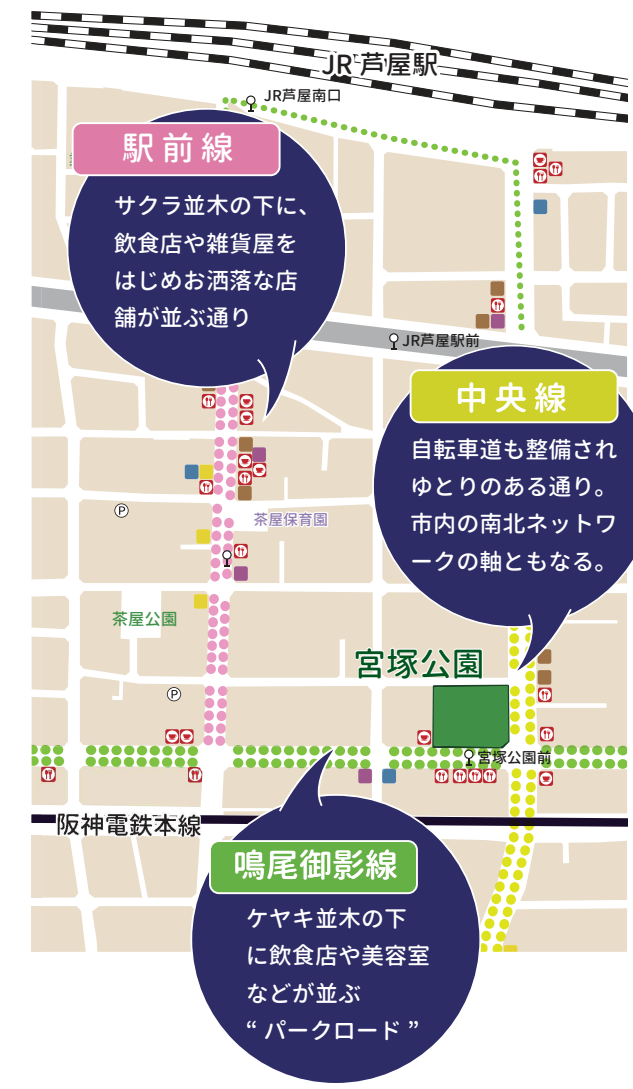 JR 芦屋駅
JR芦屋南口
駅前線
サクラ並木の下に、
飲食店や雑貨屋を
はじめお洒落な店
舗が並ぶ通り
JR芦屋駅前
中央線
自転車道も整備され
ゆとりのある通り。
市内の南北ネットワ
ークの軸ともなる。
P
茶屋保育園
茶屋公園
宮塚公園
P
宮塚公園前
阪神電鉄本線
鳴尾御影線
ケヤキ並木の下
に飲食店や美容室
などが並ぶ
“ パークロード ”